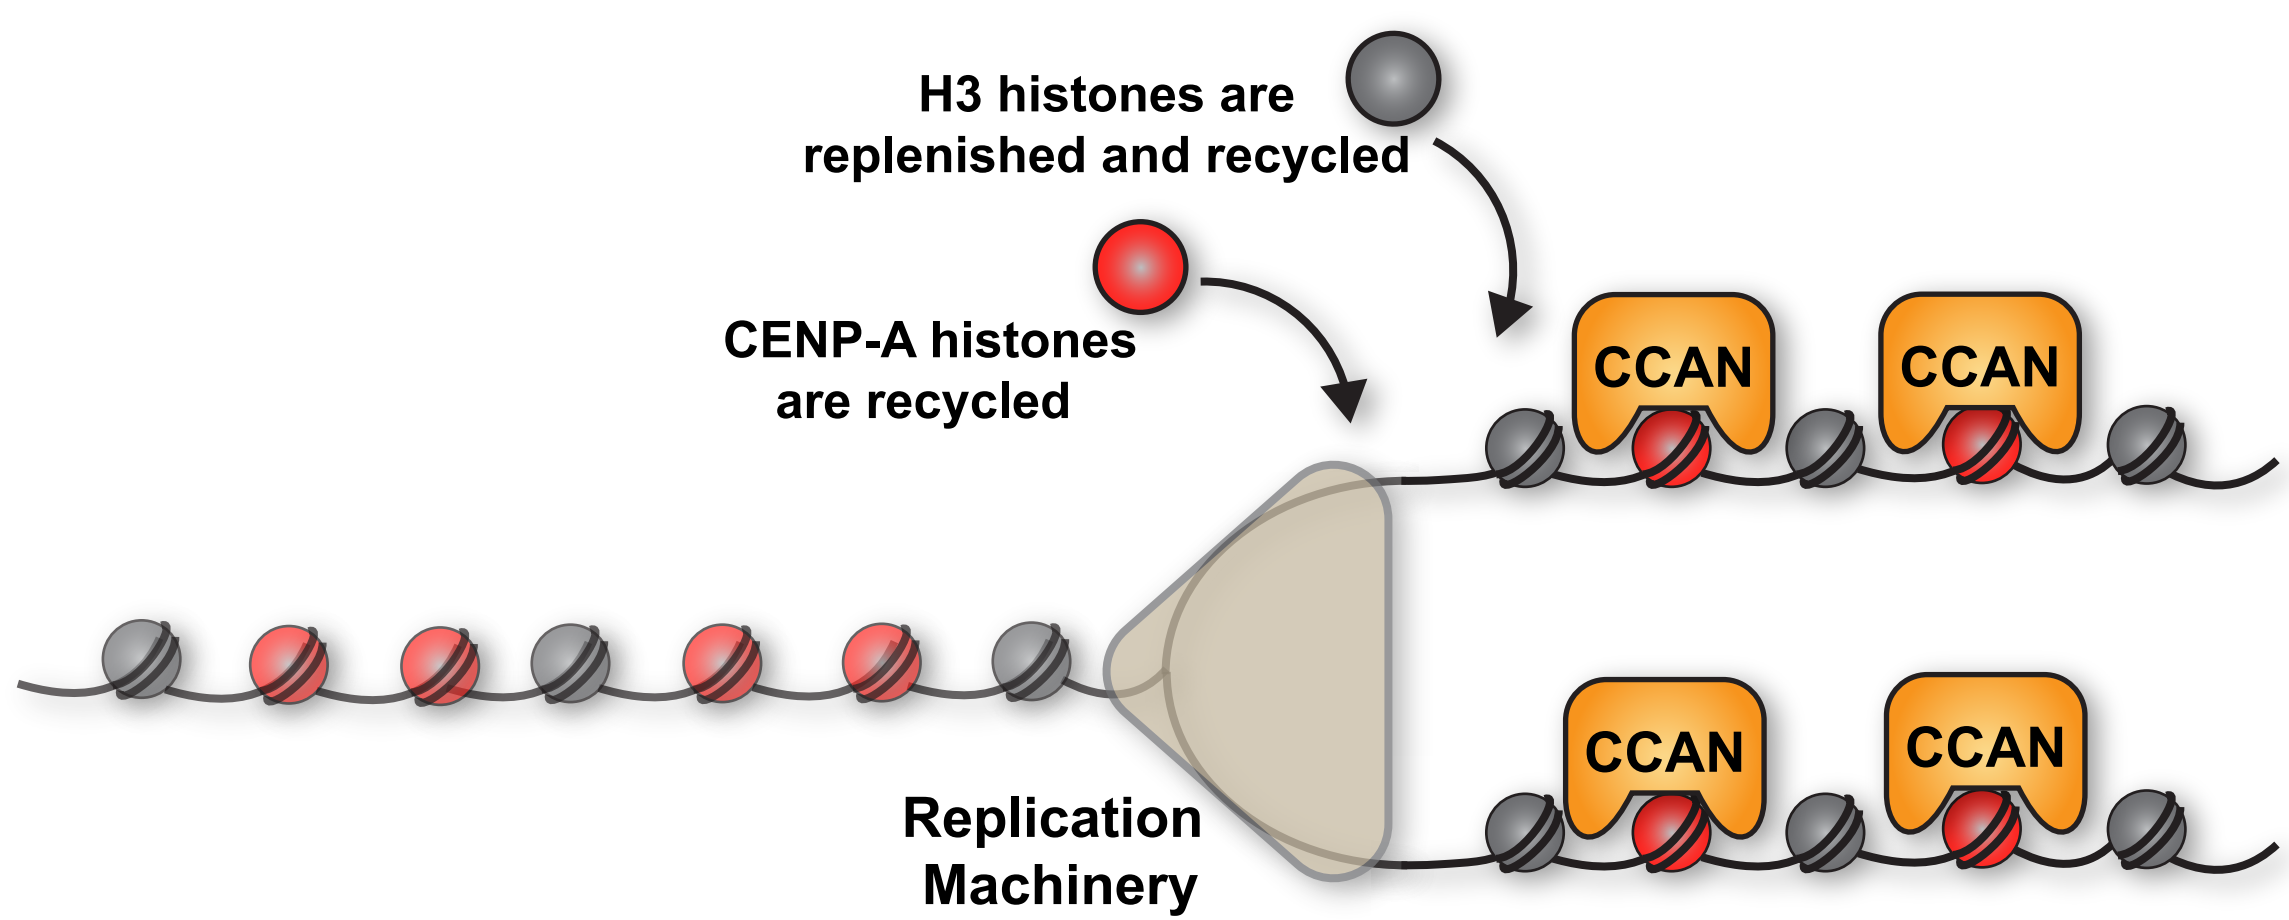 H3 histones are
replenished and recycled
CENP-A histones
are recycled
CCAN
CCAN
Replication
Machinery
CCAN
CCAN